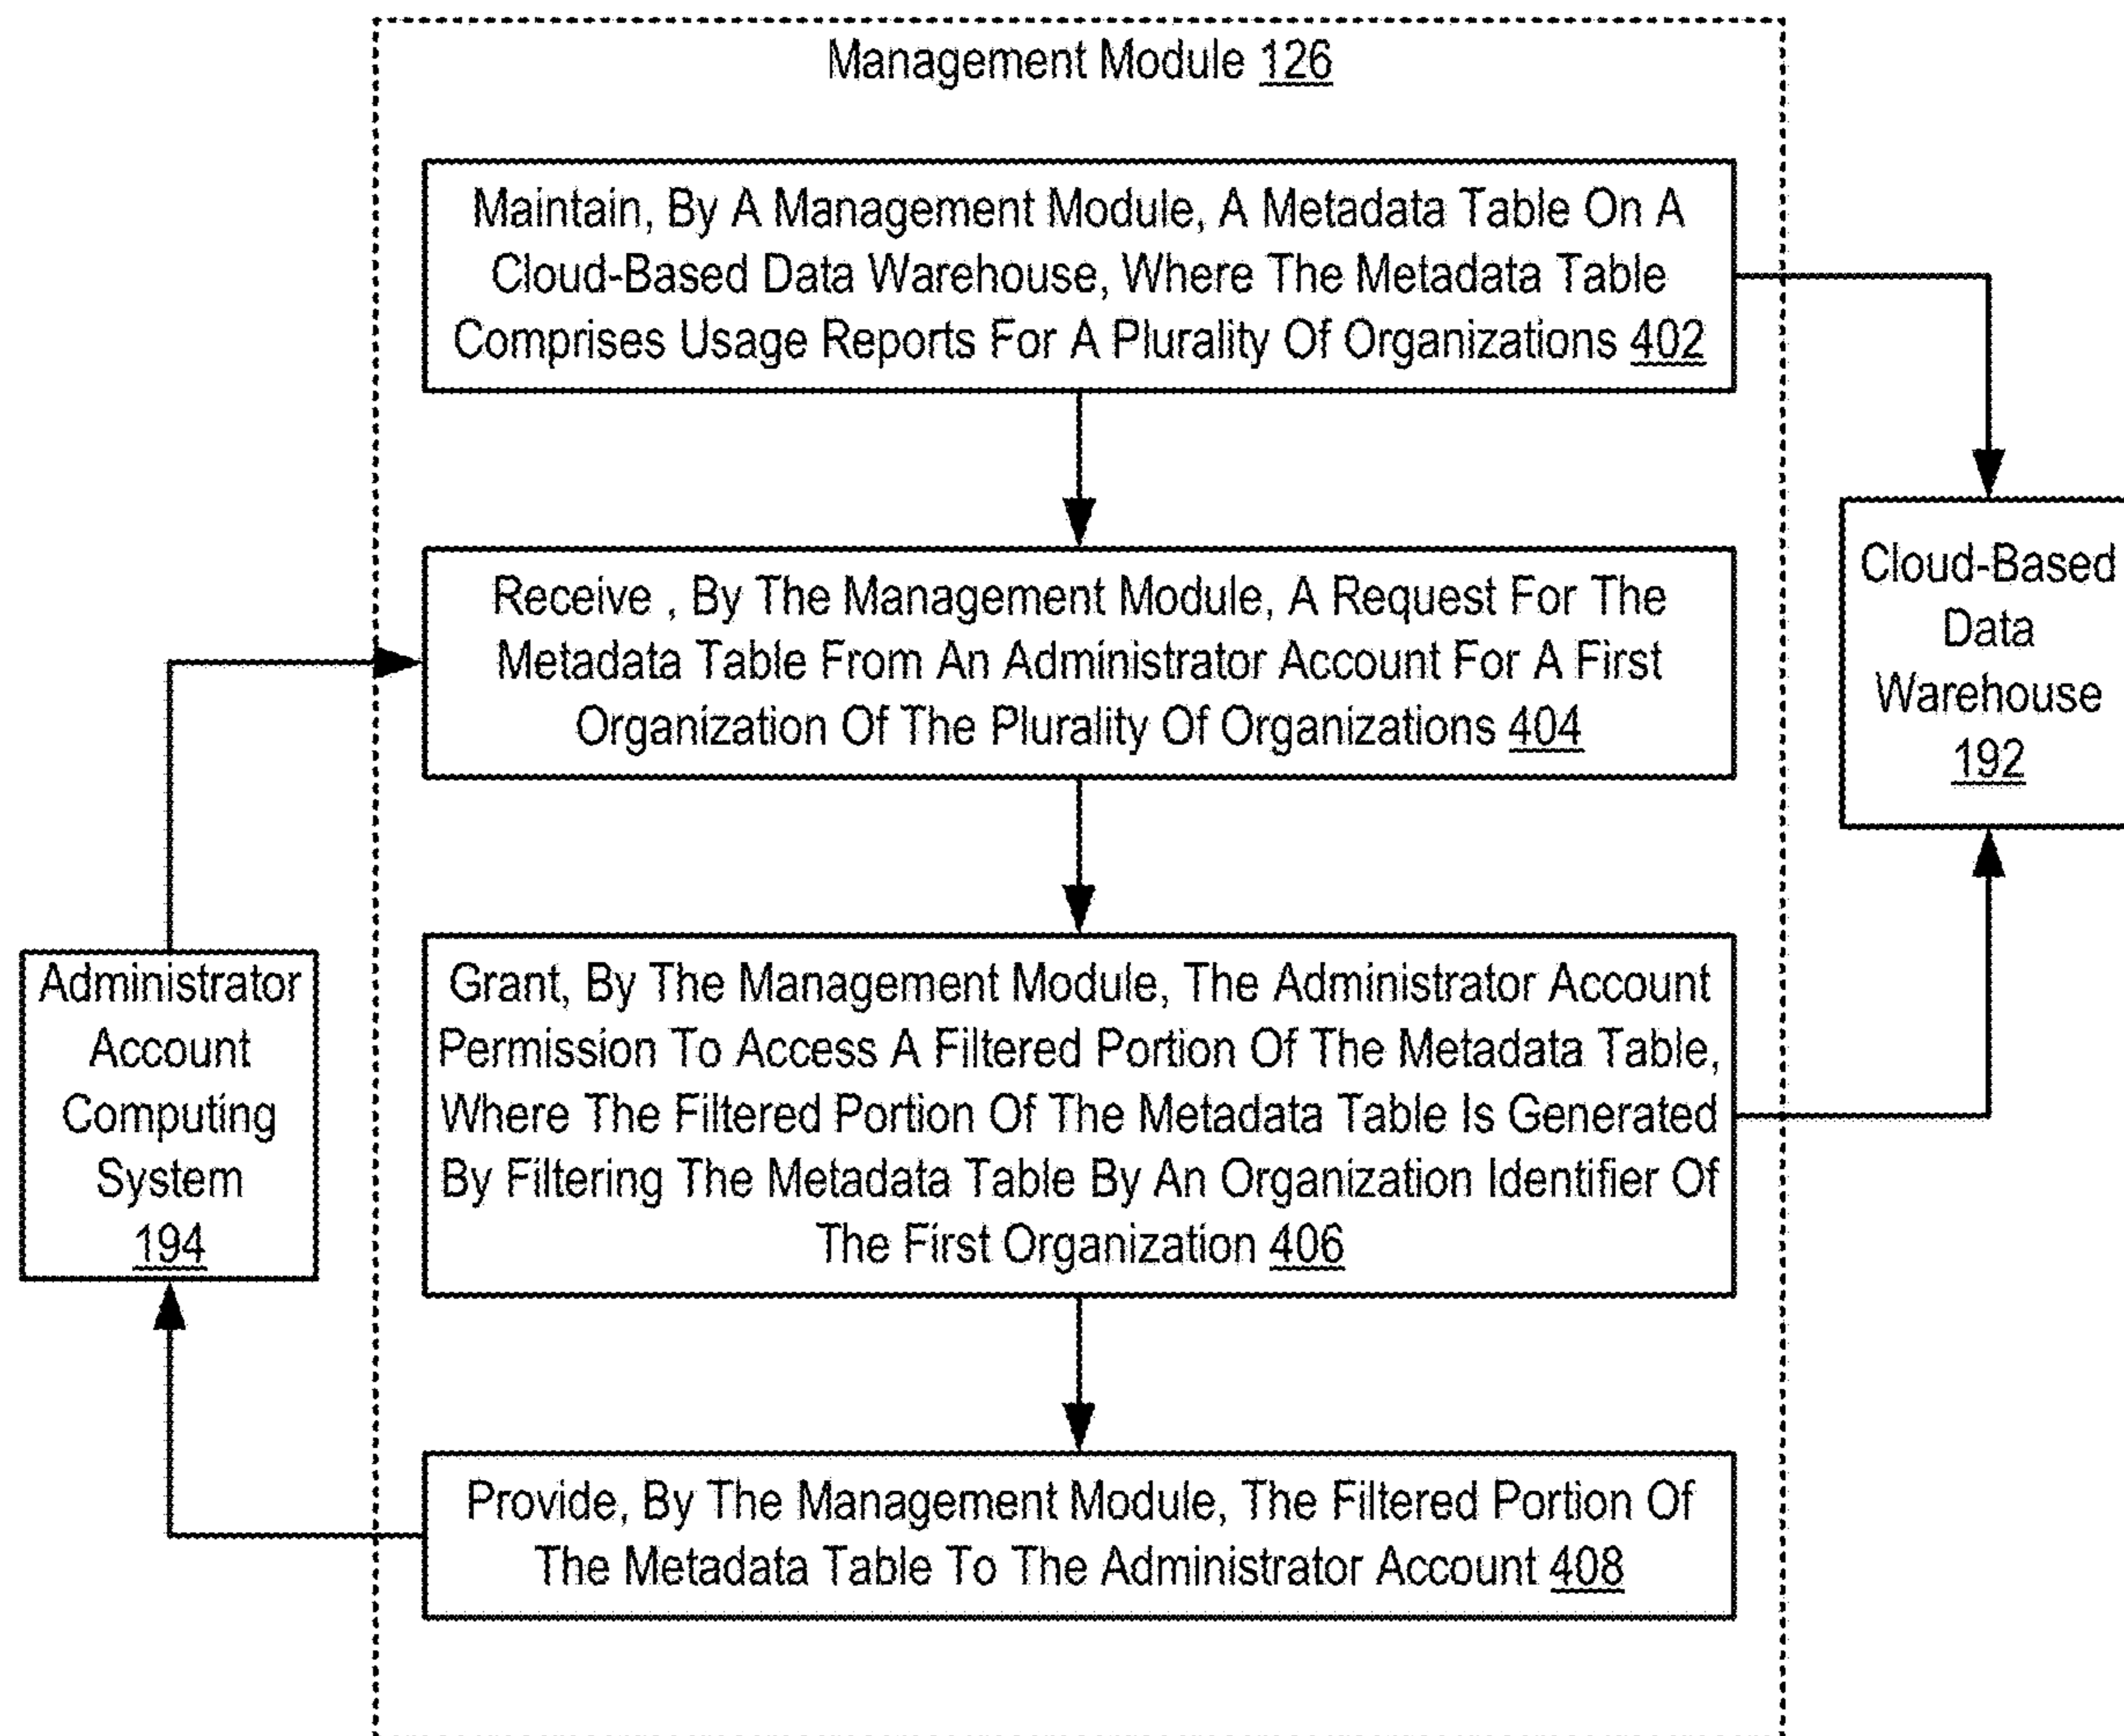 Management Module 126
Maintain, By A Management Module, A Metadata Table On A
Cloud-Based Data Warehouse, Where The Metadata Table
Comprises Usage Reports For A Plurality Of Organizations 402
Receive , By The Management Module, A Request For The
Metadata Table From An Administrator Account For A First
Organization Of The Plurality Of Organizations 404
Cloud-Based
Data
Warehouse
192
Administrator
Account
Computing
System
194
Grant, By The Management Module, The Administrator Account
Permission To Access A Filtered Portion Of The Metadata Table,
Where The Filtered Portion Of The Metadata Table Is Generated
By Filtering The Metadata Table By An Organization Identifier Of
The First Organization 406
Provide, By The Management Module, The Filtered Portion Of
The Metadata Table To The Administrator Account 408